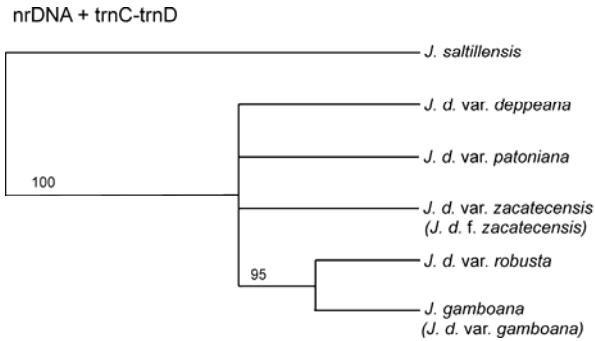 nrDNA + trnC-trnD
J. saltillensis
J. d. var. deppeana
J. d. var. patoniana
100
J. d. var. zacatecensis
(J. d. f. zacatecensis)
J. d. var. robusta
95
J. gamboana
(J. d. var. gamboana)